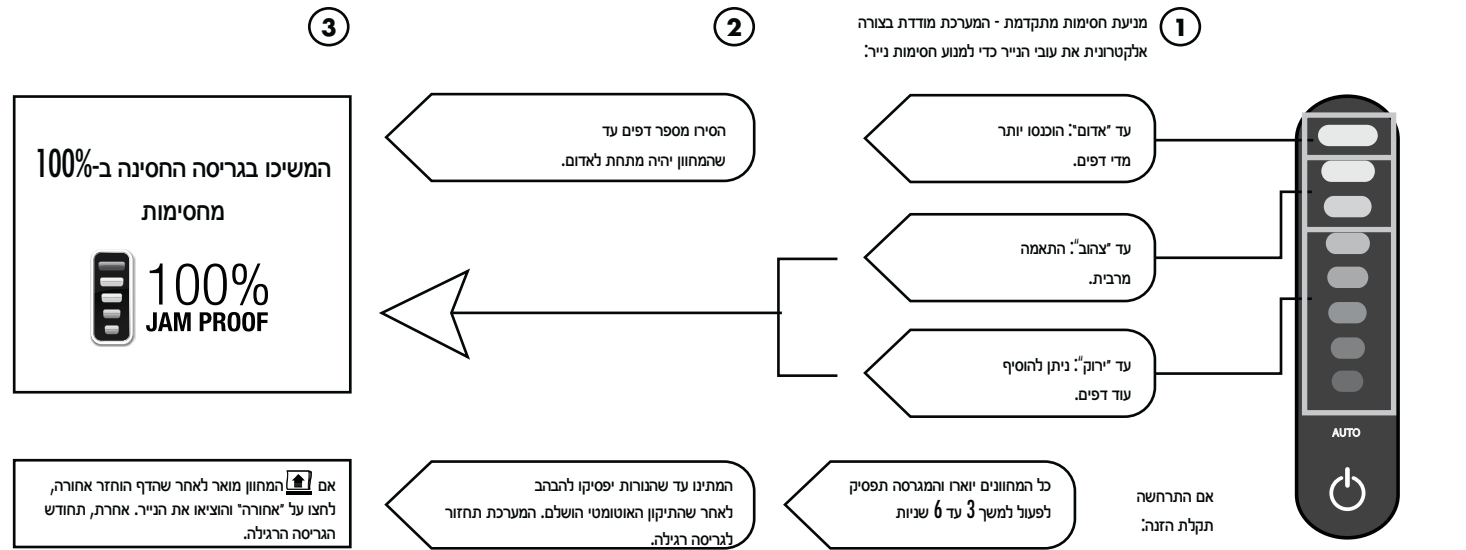 1
מניעת חסימות מתקדמת - המערכת מודדת בצורה
אלקטרונית את עובי הנייר כדי למנוע חסימות נייר:
עד "אדום": הוכנסו יותר
מדי דפים.
עד "צהוב": התאמה
מרבית.
עד "ירוק": ניתן להוסיף
עוד דפים.
AUTO
2
הסירו מספר דפים עד
שהמחוון יהיה מתחת לאדום.
3
המשיכו בגריסה החסינה ב-100%
מחסימות
100%
JAM PROOF
אם התרחשה
תקלת הזנה:
כל המחוונים יוארו והמגרסה תפסיק
לפעול למשך 3 עד 6 שניות
המתינו עד שהנורות יפסיקו להבהב
לאחר שהתיקון האוטומטי הושלם. המערכת תחזור
לגריסה רגילה.
אם המחוון מואר לאחר שהדף הוחזר אחורה,
לחצו על "אחורה" והוציאו את הנייר. אחרת, תחודש
הגריסה הרגילה.